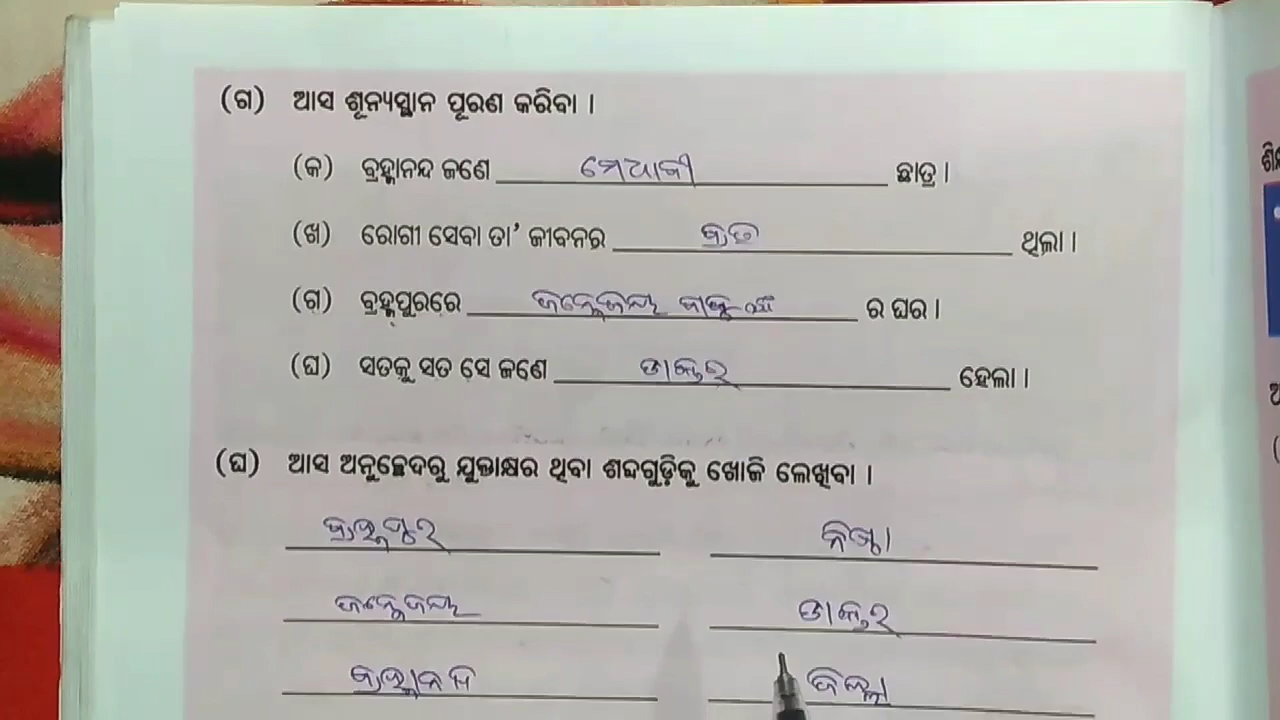 (ଗ) ଆସ ଶୂନ୍ୟସ୍ଥାନ ପୂରଣ କରିବା ।
(କ) ବ୍ରହ୍ମାନନ୍ଦ ଜଣେ ମେଧାବୀ ଛାତ୍ର ।
(ଖ) ରୋଗୀ ସେବା ତା’ ଜୀବନର ବ୍ରତ ଥିଲା ।
(ଗ) ବ୍ରହ୍ମପୁରରେ ଜନ୍ମେଜୟ ବାବୁଙ୍କ ର ଘର ।
(ଘ) ସତକୁ ସତ ସେ ଜଣେ ଡାକ୍ତର ହେଲା ।
(ଘ) ଆସ ଅନୁଚ୍ଛେଦରୁ ଯୁକ୍ତାକ୍ଷର ଥିବା ଶବ୍ଦଗୁଡ଼ିକୁ ଖୋଜି ଲେଖିବା ।
ବ୍ରହ୍ମପୁର ନିଷ୍ଠା
ଜନ୍ମେଜୟ ଡାକ୍ତର
ବ୍ରହ୍ମାନନ୍ଦ ଜିଲ୍ଲା